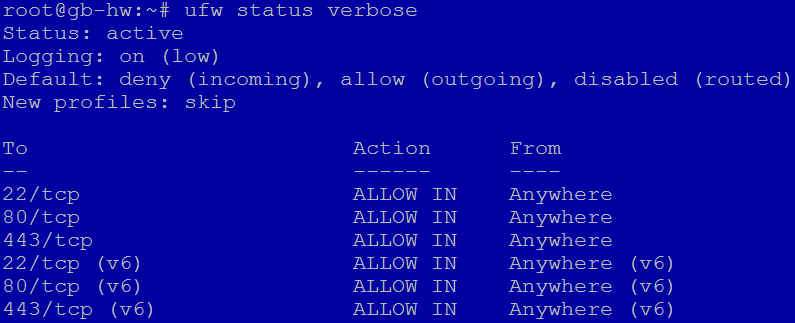 root@gb-hw:~# ufw status verbose
Status: active
Logging: on (low)
Default: deny (incoming), allow (outgoing), disabled (routed)
New profiles: skip

To                         Action      From
--                         ------      ----
22/tcp                     ALLOW IN    Anywhere
80/tcp                     ALLOW IN    Anywhere
443/tcp                    ALLOW IN    Anywhere
22/tcp (v6)                ALLOW IN    Anywhere (v6)
80/tcp (v6)                ALLOW IN    Anywhere (v6)
443/tcp (v6)               ALLOW IN    Anywhere (v6)